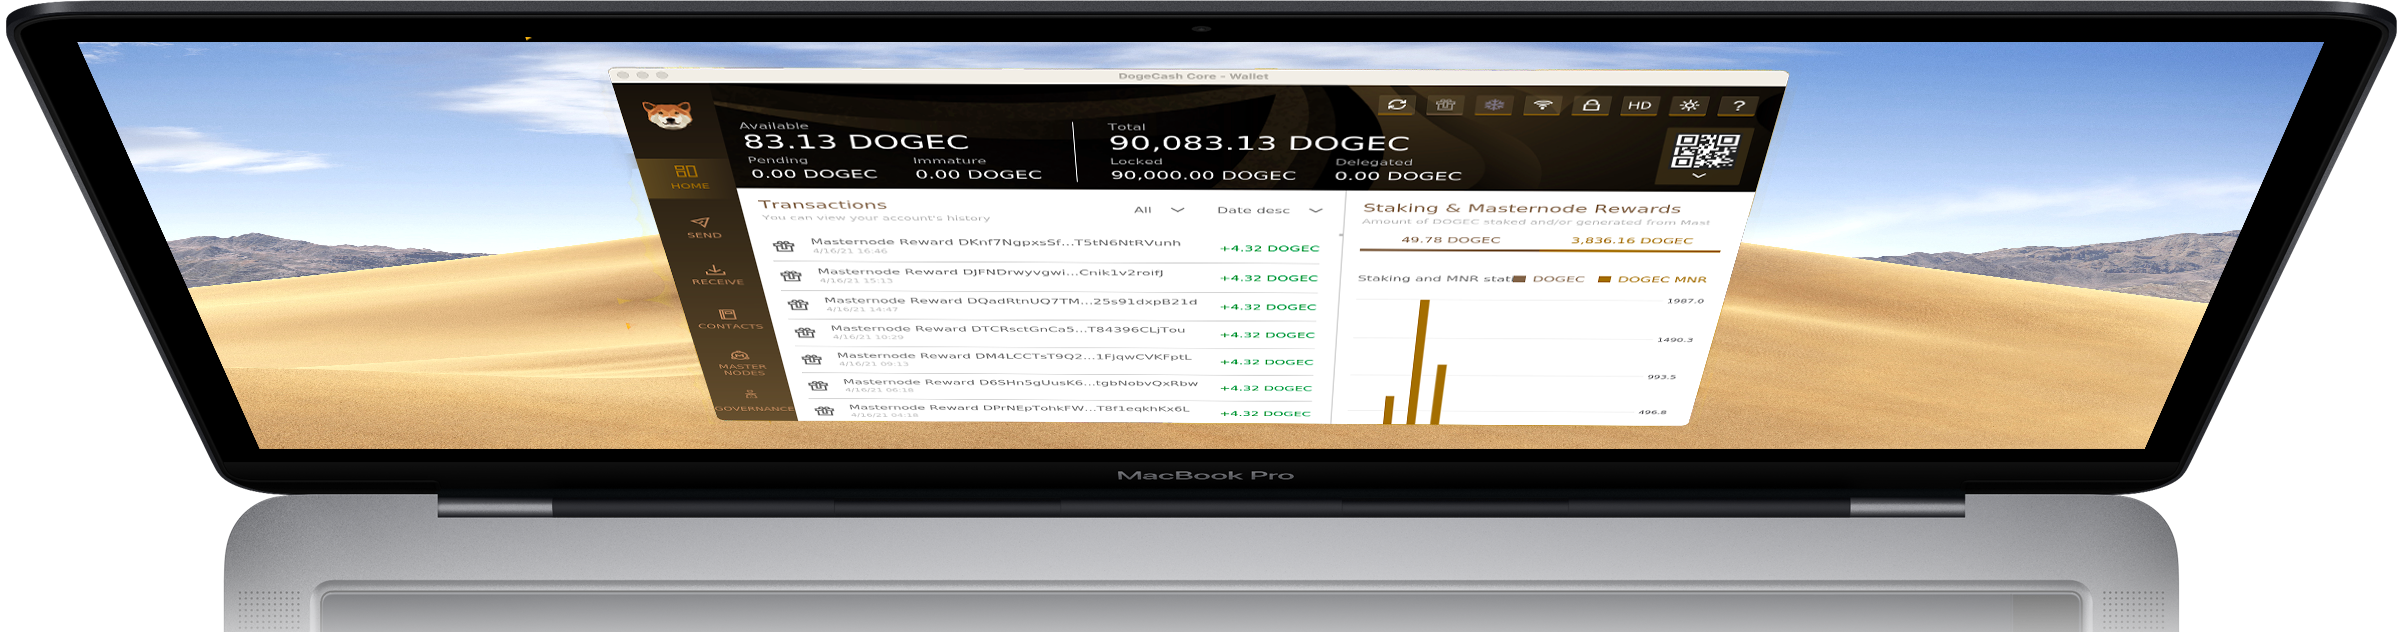 DogeCash Core - Wallet
HD ?
Available
83.13 DOGEC
Pending Immature
0.00 DOGEC 0.00 DOGEC
Total
90,083.13 DOGEC
Locked Delegated
90,000.00 DOGEC 0.00 DOGEC
HOME
SEND
RECEIVE
CONTACTS
MASTER
NODES
GOVERNANCE
Transactions
You can view your account's history
All Date desc
Masternode Reward DKnf7NgpxsSf...T5tN6NtRVunh +4.32 DOGEC
4/16/21 16:46
Masternode Reward DJFNDrwyvgwi...Cnik1v2roifJ +4.32 DOGEC
4/16/21 15:13
Masternode Reward DQadRtnUQ7TM...25s91dxpB21d +4.32 DOGEC
4/16/21 14:47
Masternode Reward DTCRsctGnCa5...T84396CLjTou +4.32 DOGEC
4/16/21 10:29
Masternode Reward DM4LCCTsT9Q2...1FjqwCVKFptL +4.32 DOGEC
4/16/21 09:13
Masternode Reward D6SHn5gUusK6...tgbNobvQxRbw +4.32 DOGEC
4/16/21 06:18
Masternode Reward DPrNEpTohkFW...T8f1eqkhKx6L +4.32 DOGEC
4/16/21 04:18
Staking & Masternode Rewards
Amount of DOGEC staked and/or generated from Mast
49.78 DOGEC 3,836.16 DOGEC
Staking and MNR stati DOGEC DOGEC MNR
1987.0
1490.3
993.5
496.8
MacBook Pro